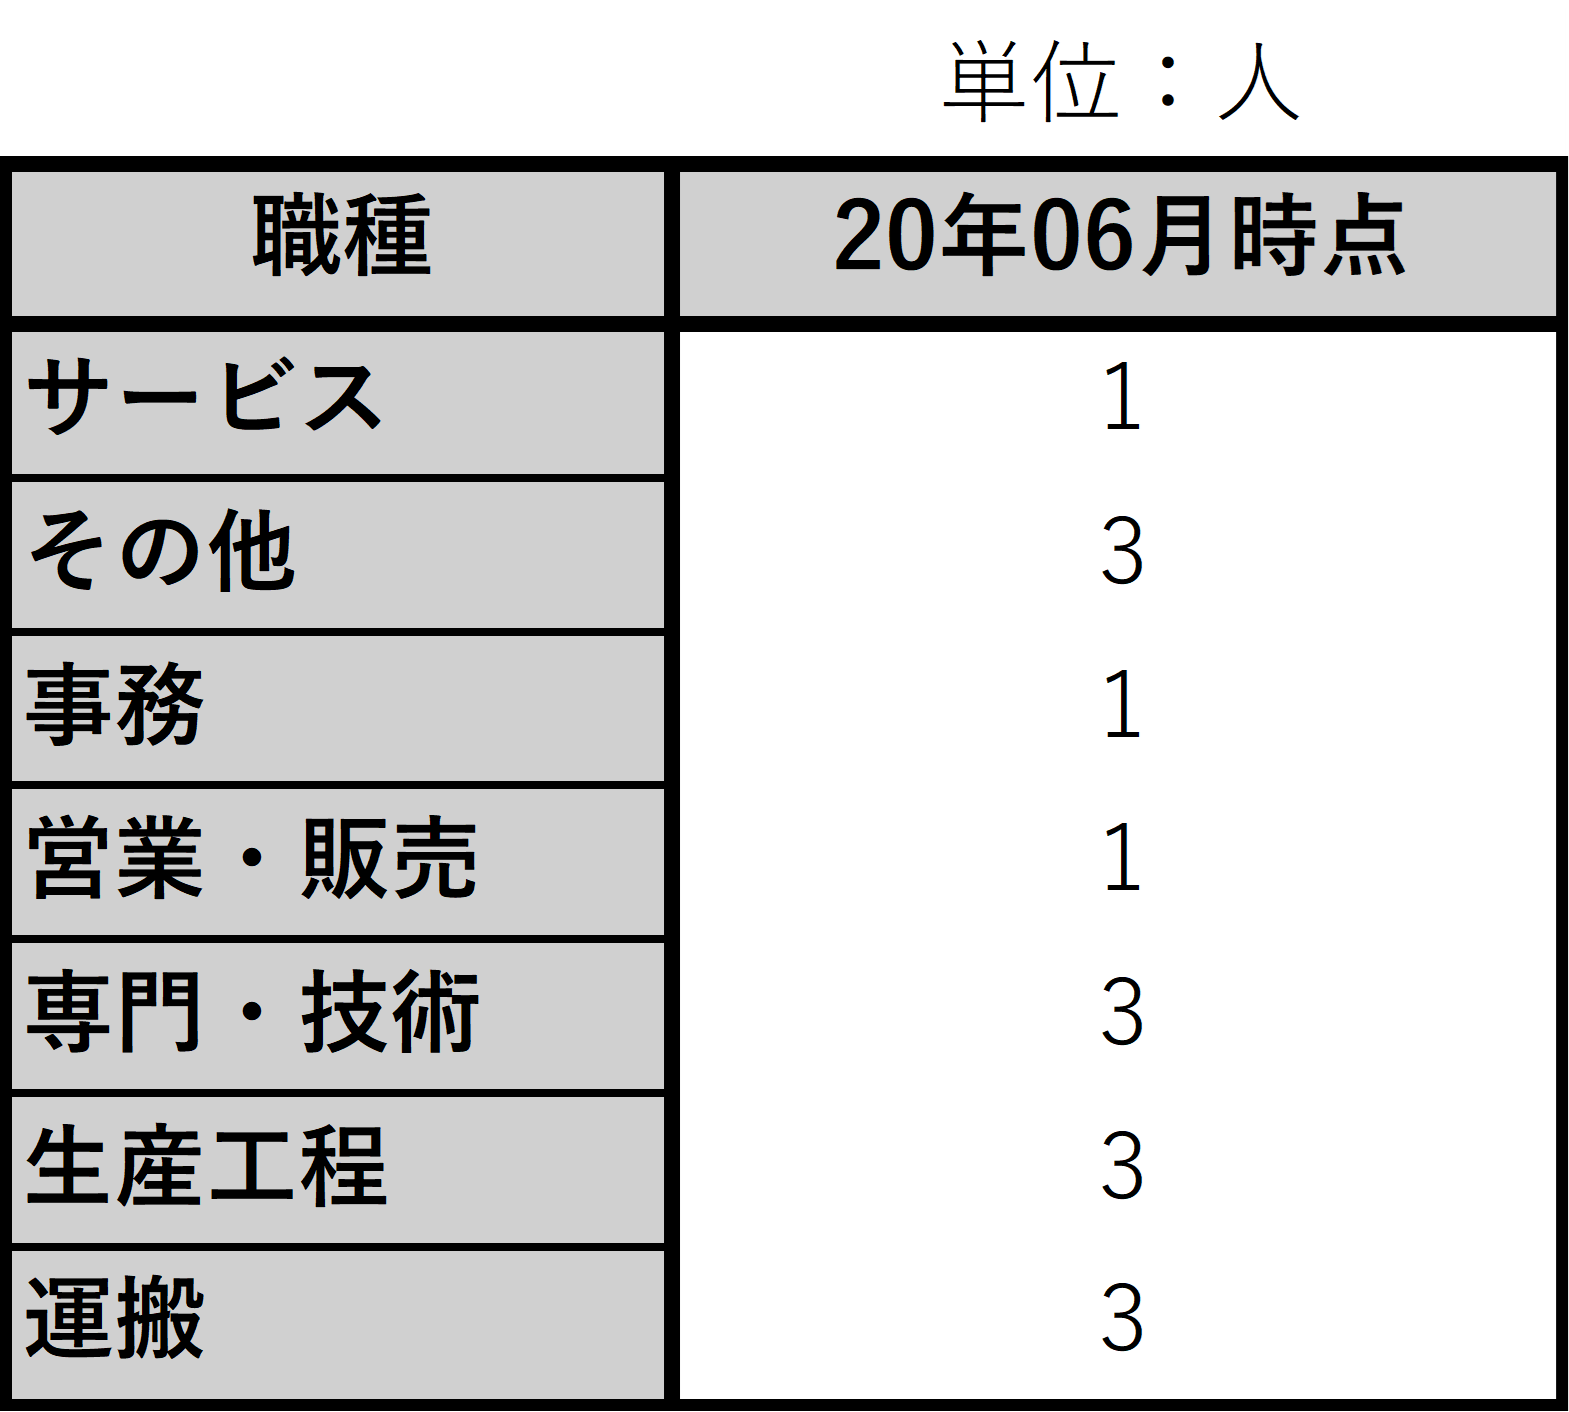 単位：人
職種 20年06月時点
サービス 1
その他 3
事務 1
営業・販売 1
専門・技術 3
生産工程 3
運搬 3